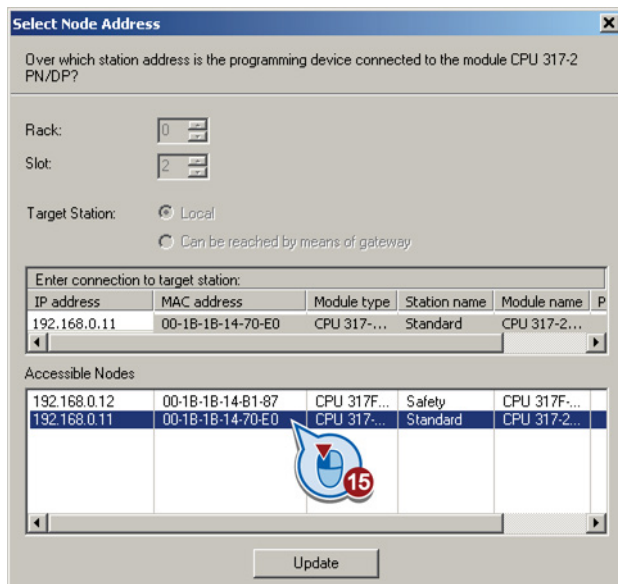 Select Node Address
Over which station address is the programming device connected to the module CPU 317-2
PN/DP?
Rack: 0
Slot: 2
Target Station: Local
Can be reached by means of gateway
Enter connection to target station:
IP address MAC address Module type Station name Module name P
192.168.0.11 00-1B-1B-14-70-E0 CPU 317-... Standard CPU 317-2...
Accessible Nodes
192.168.0.12 00-1B-1B-14-B1-87 CPU 317F... Safety CPU 317F-...
192.168.0.11 00-1B-1B-14-70-E0 CPU 317-... Standard CPU 317-2...
15
Update